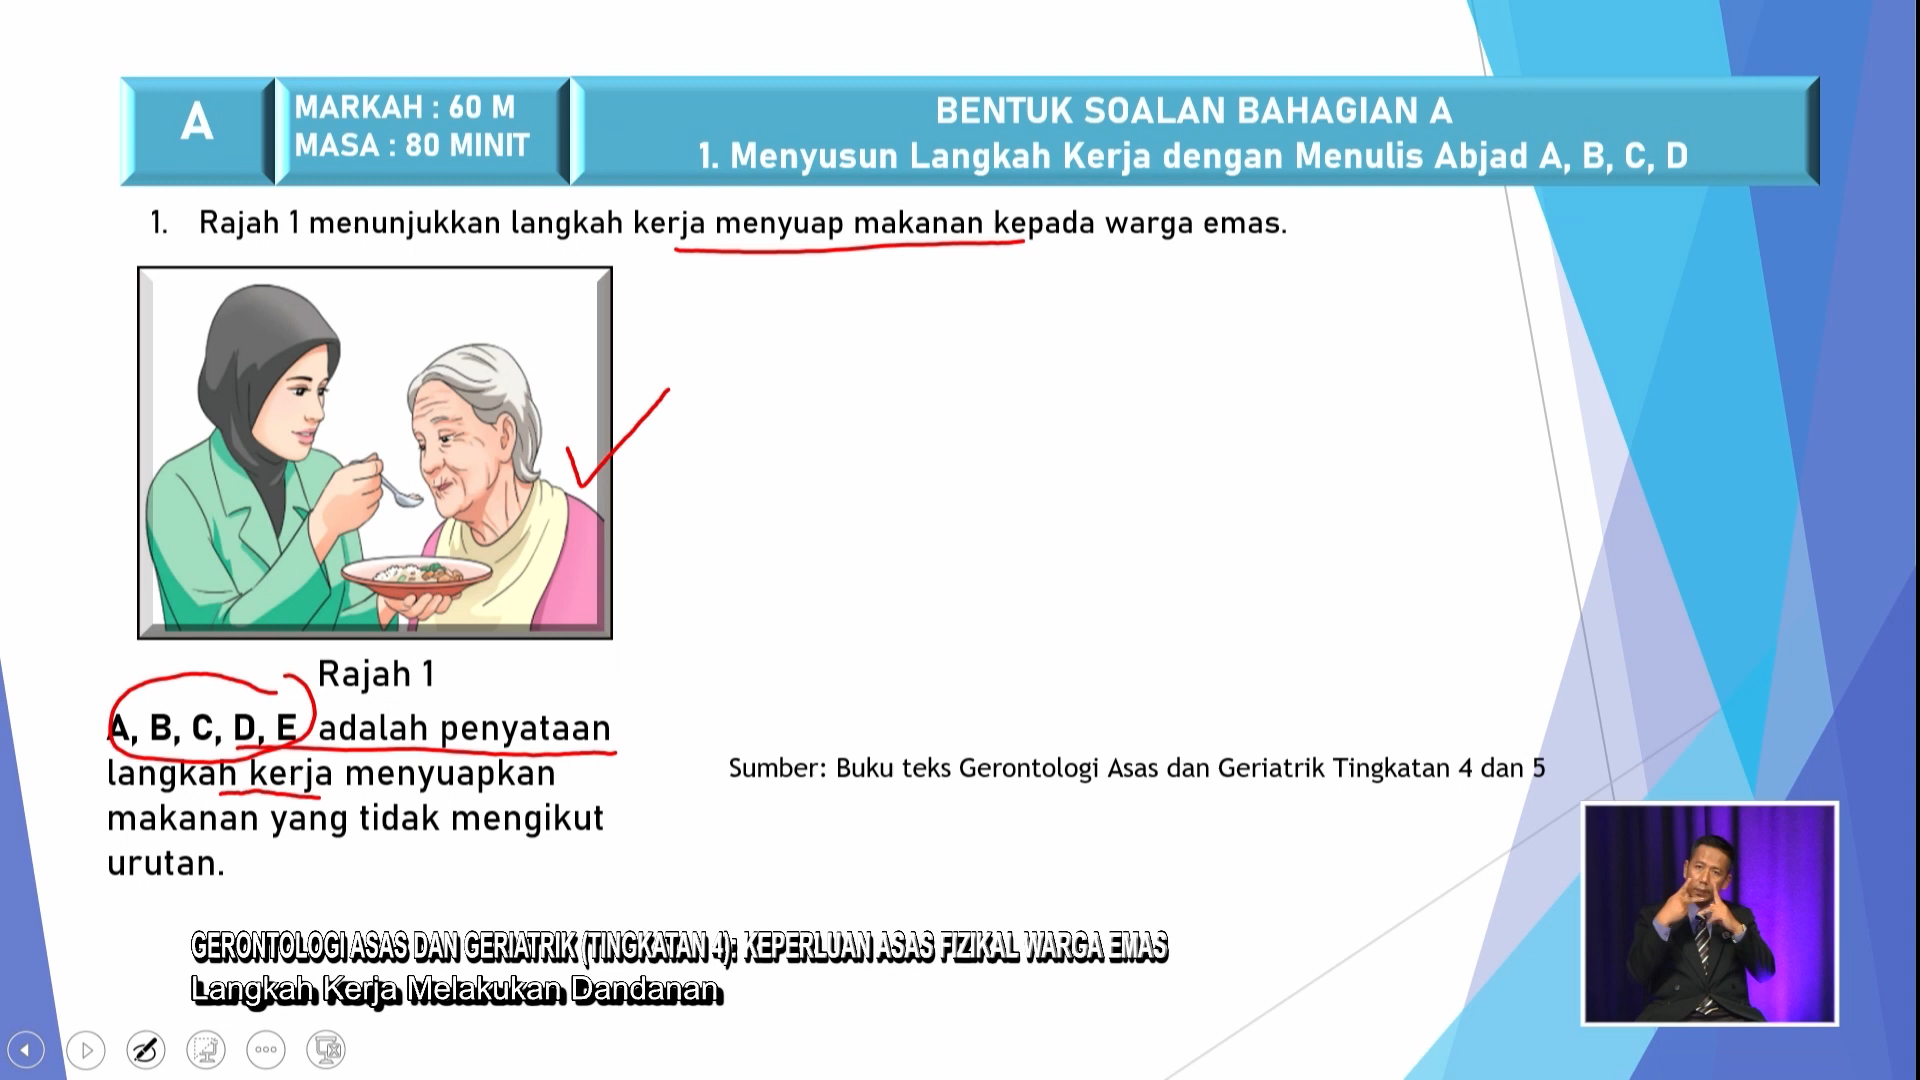 A
MARKAH : 60 M
MASA : 80 MINIT
BENTUK SOALAN BAHAGIAN A
1. Menyusun Langkah Kerja dengan Menulis Abjad A, B, C, D
1. Rajah 1 menunjukkan langkah kerja menyuap makanan kepada warga emas.
Rajah 1
A, B, C, D, E adalah penyataan
langkah kerja menyuapkan
makanan yang tidak mengikut
urutan.
Sumber: Buku teks Gerontologi Asas dan Geriatrik Tingkatan 4 dan 5
GERONTOLOGI ASAS DAN GERIATRIK (TINGKATAN 4): KEPERLUAN ASAS FIZIKAL WARGA EMAS
Langkah Kerja Melakukan Dandanan